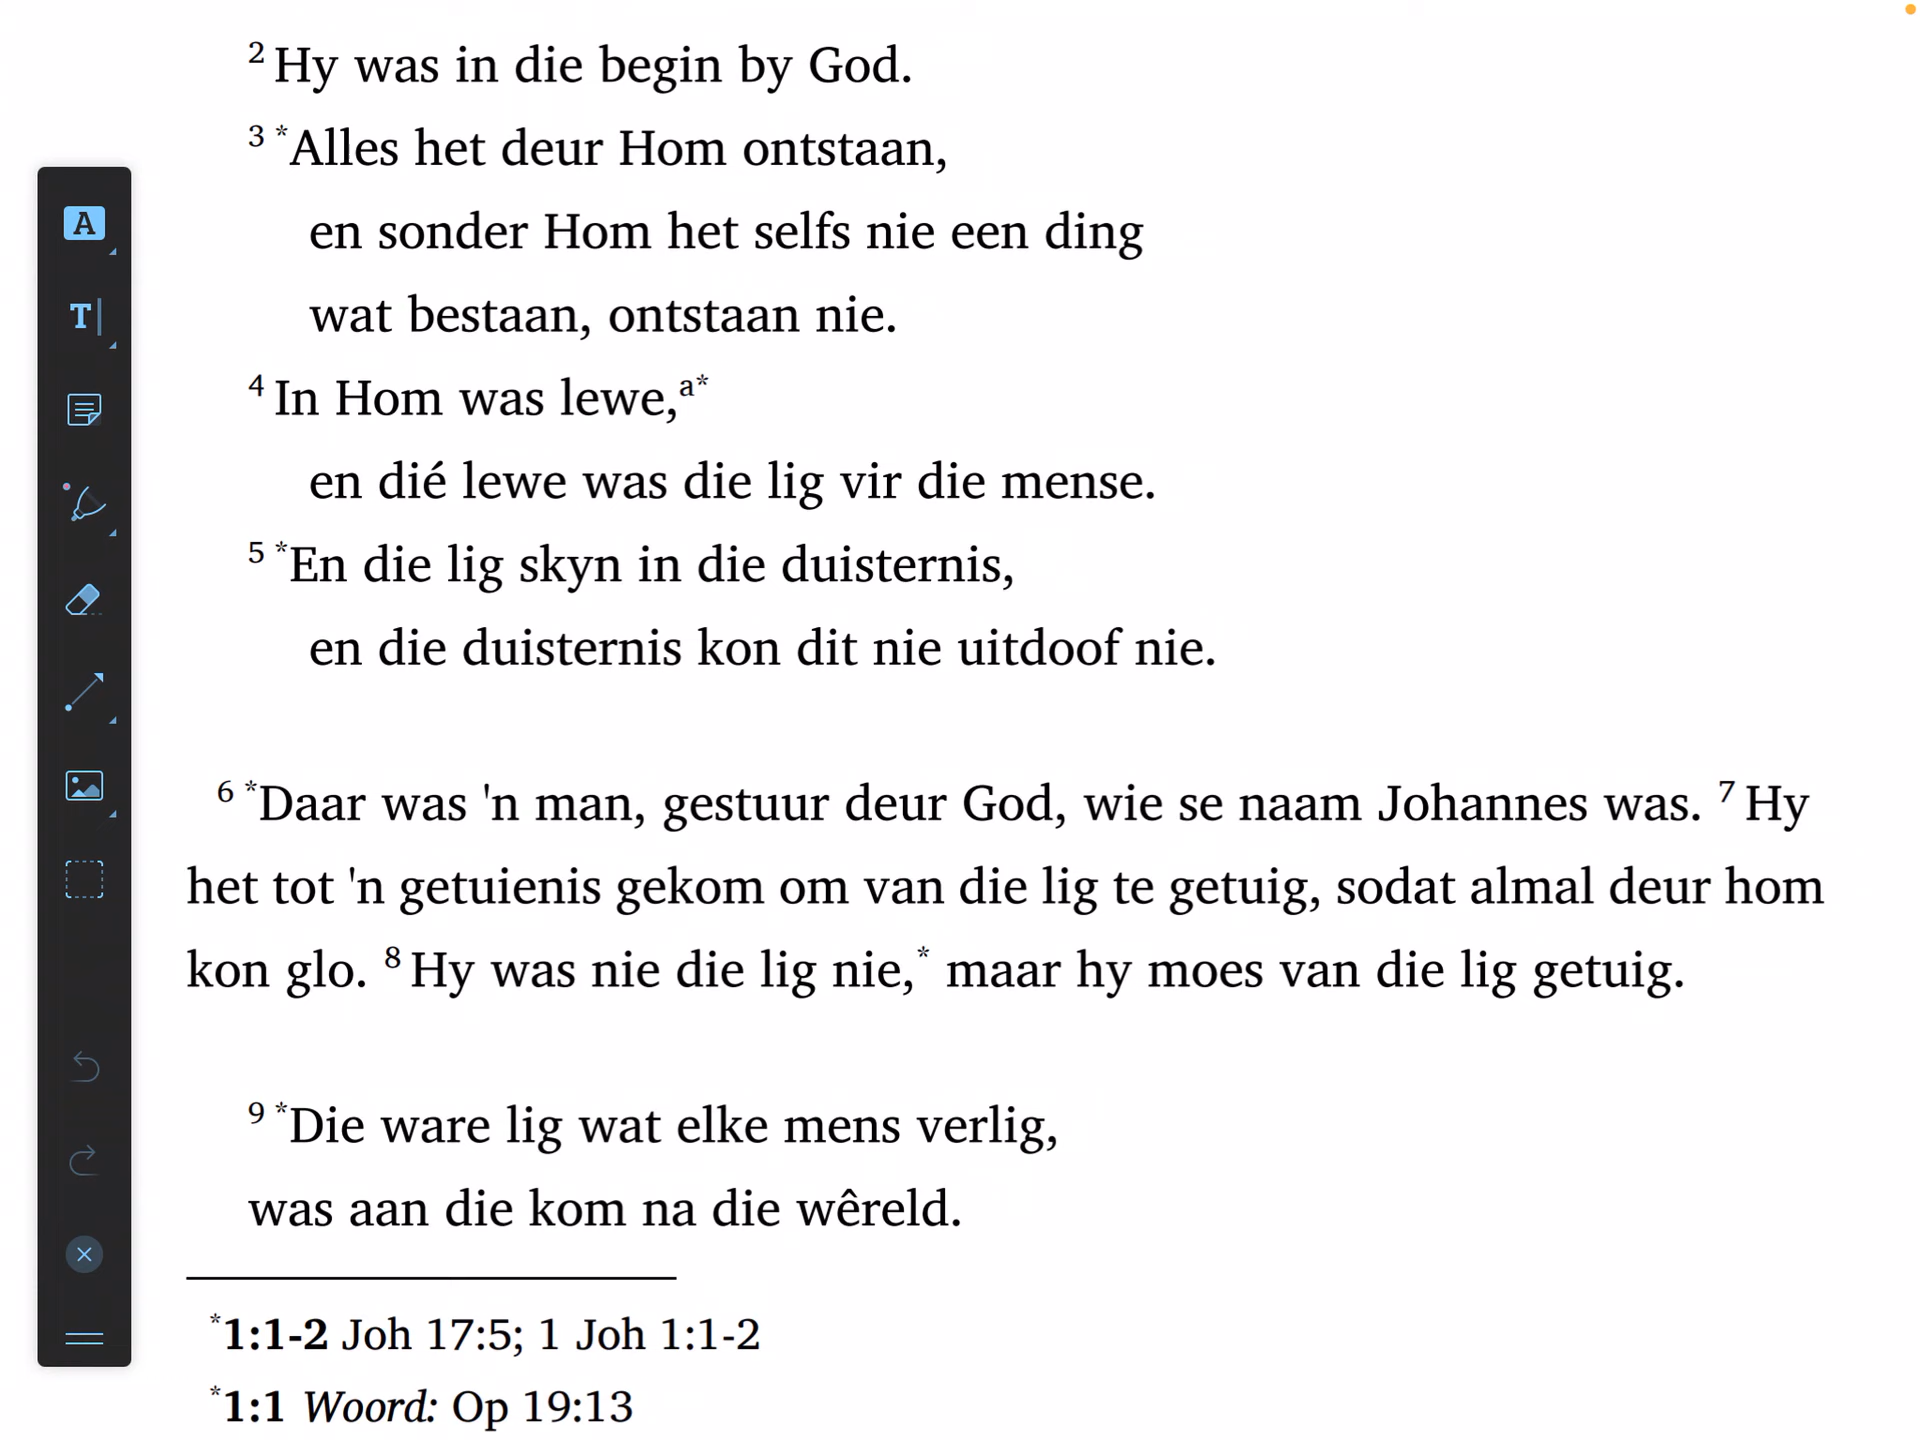 2 Hy was in die begin by God.
3 *Alles het deur Hom ontstaan,
en sonder Hom het selfs nie een ding
wat bestaan, ontstaan nie.
4 In Hom was lewe,a*
en dié lewe was die lig vir die mense.
5 *En die lig skyn in die duisternis,
en die duisternis kon dit nie uitdoof nie.
6 *Daar was 'n man, gestuur deur God, wie se naam Johannes was. 7 Hy
het tot 'n getuienis gekom om van die lig te getuig, sodat almal deur hom
kon glo. 8 Hy was nie die lig nie,* maar hy moes van die lig getuig.
9 *Die ware lig wat elke mens verlig,
was aan die kom na die wêreld.
*1:1-2 Joh 17:5; 1 Joh 1:1-2
*1:1 Woord: Op 19:13
A
T